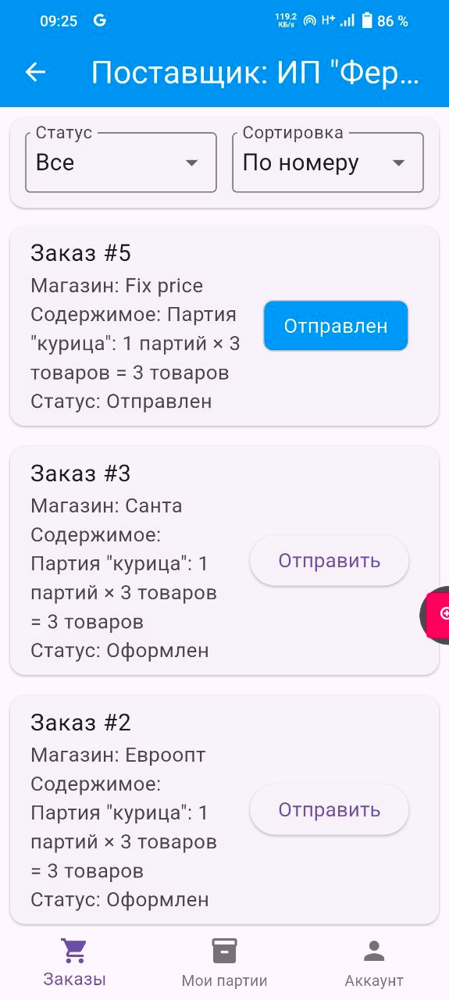 09:25 G 119,2 КБ/s H+ 86 %
Поставщик: ИП "Фер...
Статус Сортировка
Все По номеру
Заказ #5
Магазин: Fix price
Содержимое: Партия
"курица": 1 партий × 3
товаров = 3 товаров
Статус: Отправлен
Отправлен
Заказ #3
Магазин: Санта
Содержимое:
Партия "курица": 1
партий × 3 товаров
= 3 товаров
Статус: Оформлен
Отправить
Заказ #2
Магазин: Евроопт
Содержимое:
Партия "курица": 1
партий × 3 товаров
= 3 товаров
Статус: Оформлен
Отправить
Заказы Мои партии Аккаунт